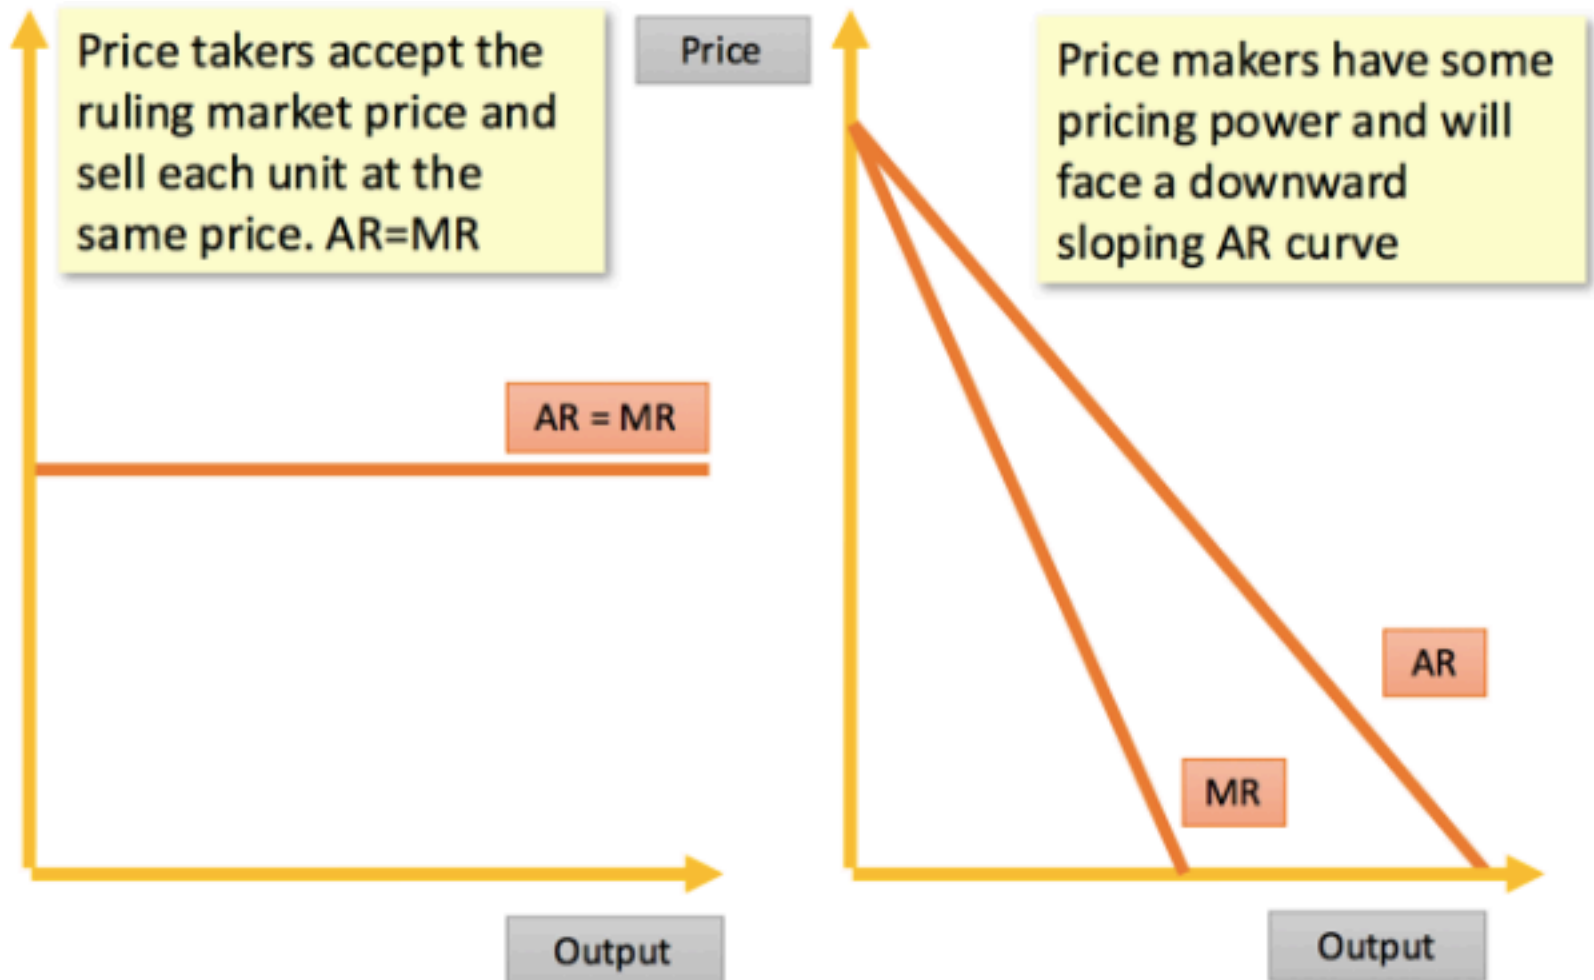 Price takers accept the
ruling market price and
sell each unit at the
same price. AR=MR
Price
Price makers have some
pricing power and will
face a downward
sloping AR curve
AR = MR
AR
MR
Output
Output